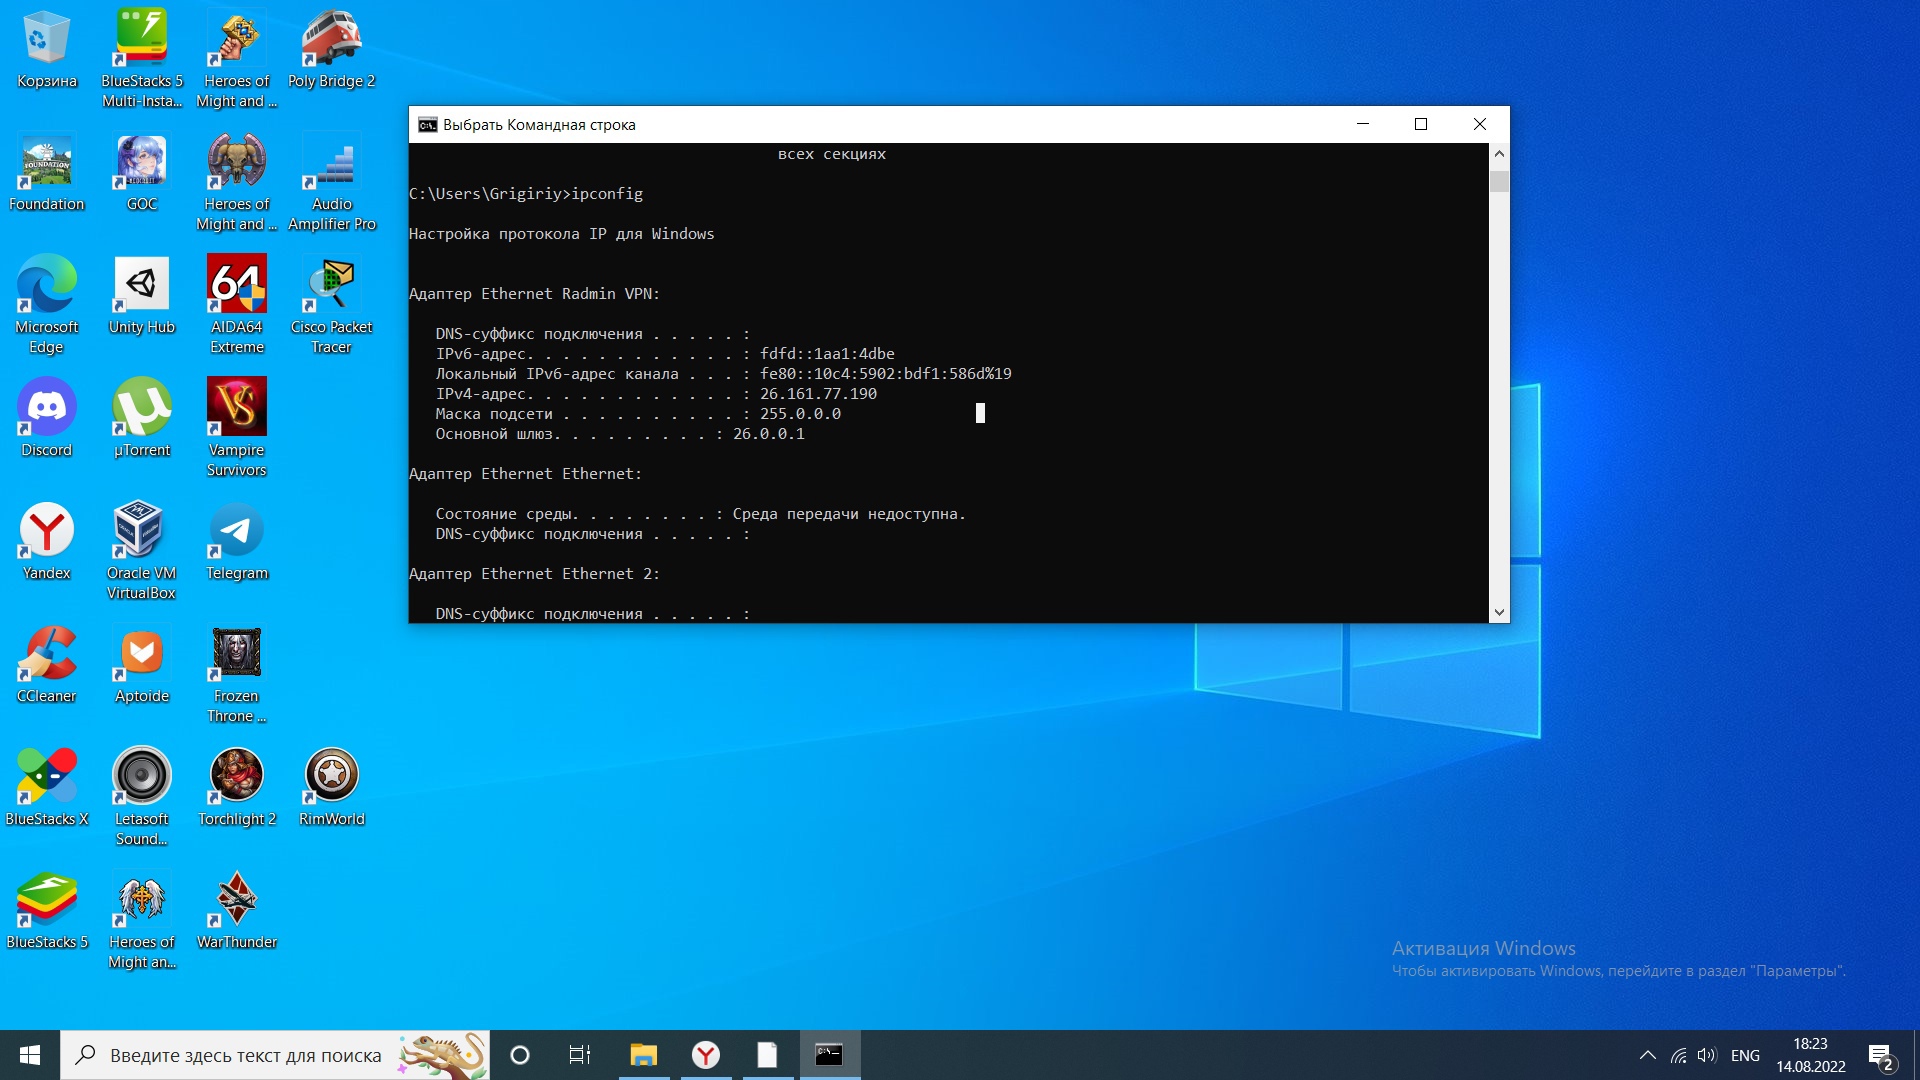 Корзина
BlueStacks 5
Multi-Insta...
Heroes of
Might and ...
Poly Bridge 2
Foundation
GOC
Heroes of
Might and ...
Audio
Amplifier Pro
Microsoft
Edge
Unity Hub
AIDA64
Extreme
Cisco Packet
Tracer
Discord
µTorrent
Vampire
Survivors
Yandex
Oracle VM
VirtualBox
Telegram
CCleaner
Aptoide
Frozen
Throne ...
BlueStacks X
Letasoft
Sound...
Torchlight 2
RimWorld
BlueStacks 5
Heroes of
Might an...
WarThunder
FOUNDATION
64
VS
Выбрать Командная строка
всех секциях
C:\Users\Grigiriy>ipconfig
Настройка протокола IP для Windows
Адаптер Ethernet Radmin VPN:
DNS-суффикс подключения . . . . . :
IPv6-адрес. . . . . . . . . . . . : fdfd::1aa1:4dbe
Локальный IPv6-адрес канала . . . : fe80::10c4:5902:bdf1:586d%19
IPv4-адрес. . . . . . . . . . . . : 26.161.77.190
Маска подсети . . . . . . . . . . : 255.0.0.0
Основной шлюз. . . . . . . . . : 26.0.0.1
Адаптер Ethernet Ethernet:
Состояние среды. . . . . . . . : Среда передачи недоступна.
DNS-суффикс подключения . . . . . :
Адаптер Ethernet Ethernet 2:
DNS-суффикс подключения . . . . . :
Активация Windows
Чтобы активировать Windows, перейдите в раздел "Параметры".
Введите здесь текст для поиска
ENG
18:23
14.08.2022
2